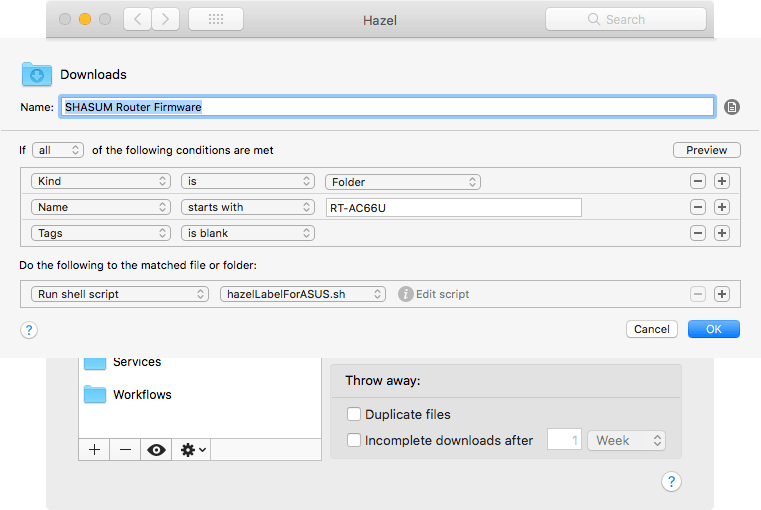 Hazel
Search
Downloads
Name: SHASUM Router Firmware
If all of the following conditions are met Preview
Kind is Folder
Name starts with RT-AC66U
Tags is blank
Do the following to the matched file or folder:
Run shell script hazelLabelForASUS.sh i Edit script
? Cancel OK
Services
Workflows
Throw away:
Duplicate files
Incomplete downloads after 1 Week
?